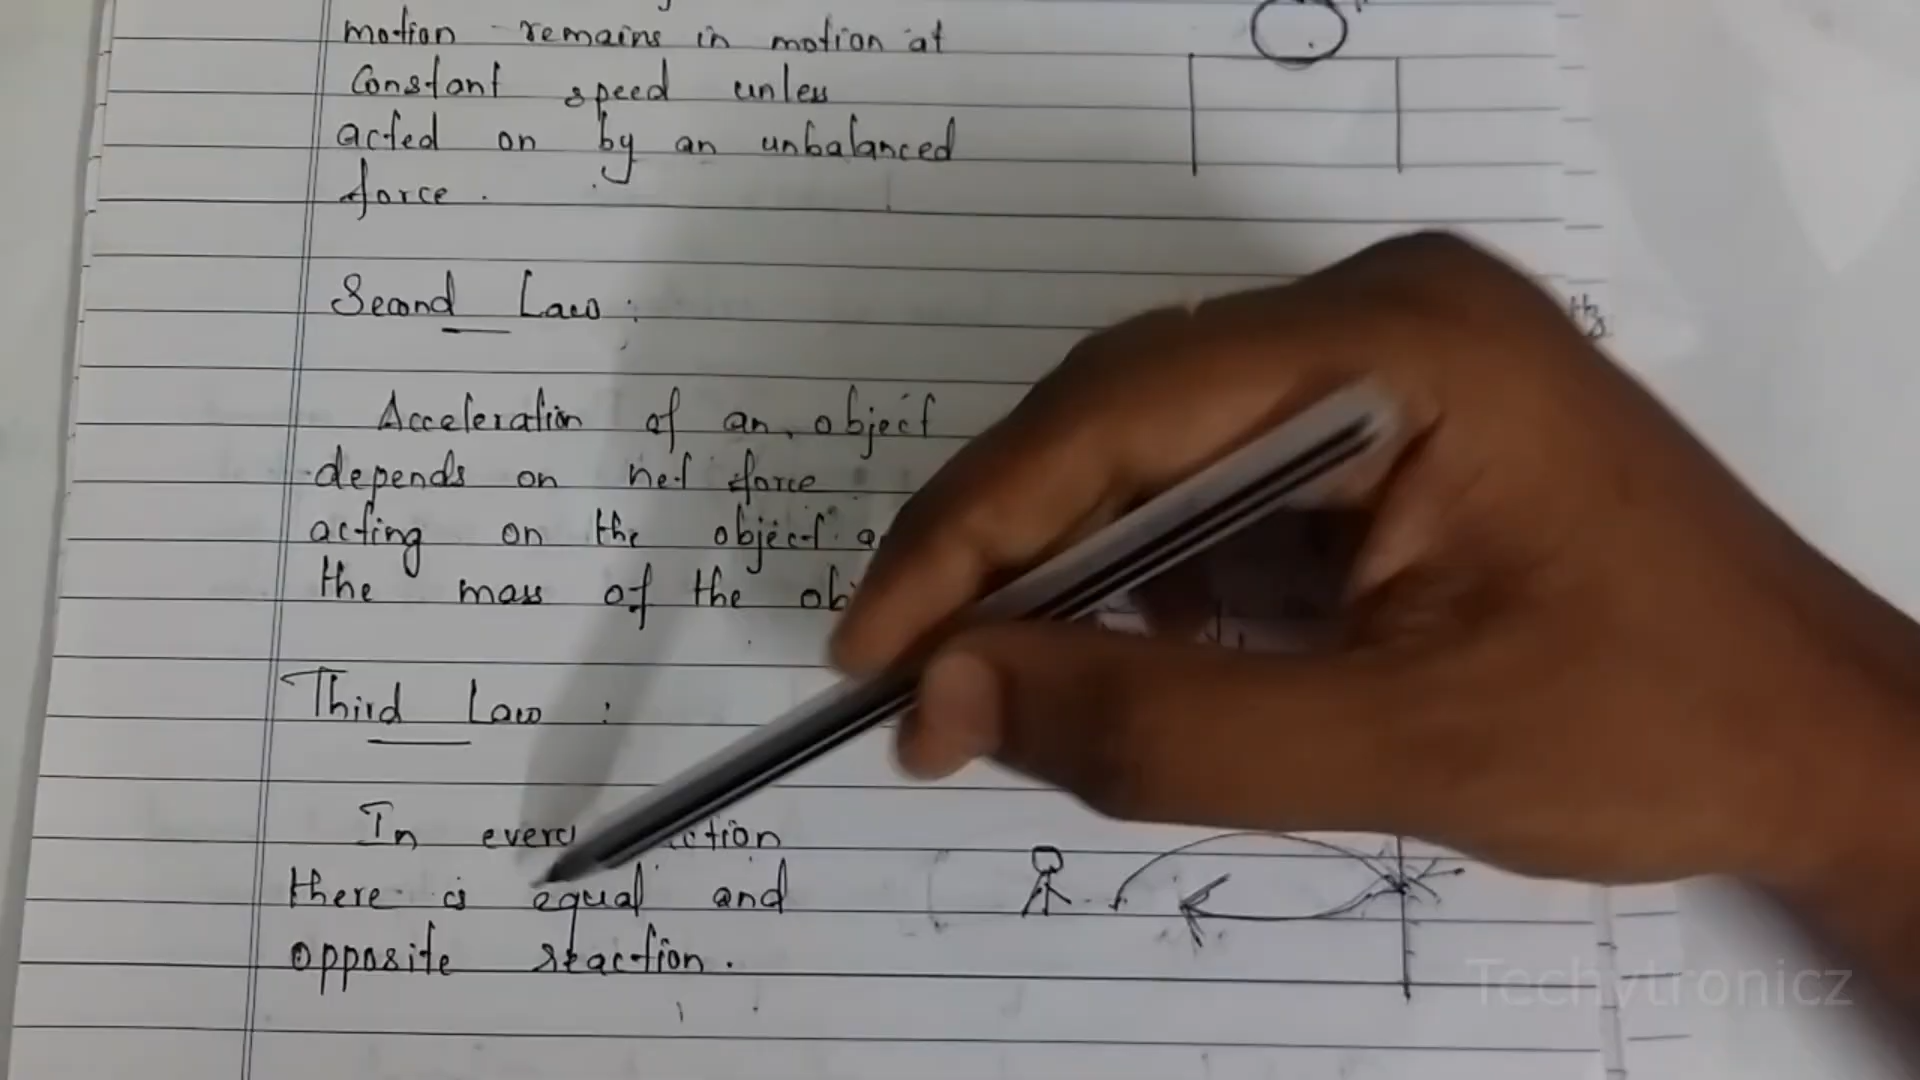 motion remains in motion at
Constant speed unless
acted on by an unbalanced
force.
Second Law:
Acceleration of an object
depends on net force
acting on the object
the mass of the
Third Law:
In every
there is equal and
opposite reaction.
Techytronicz